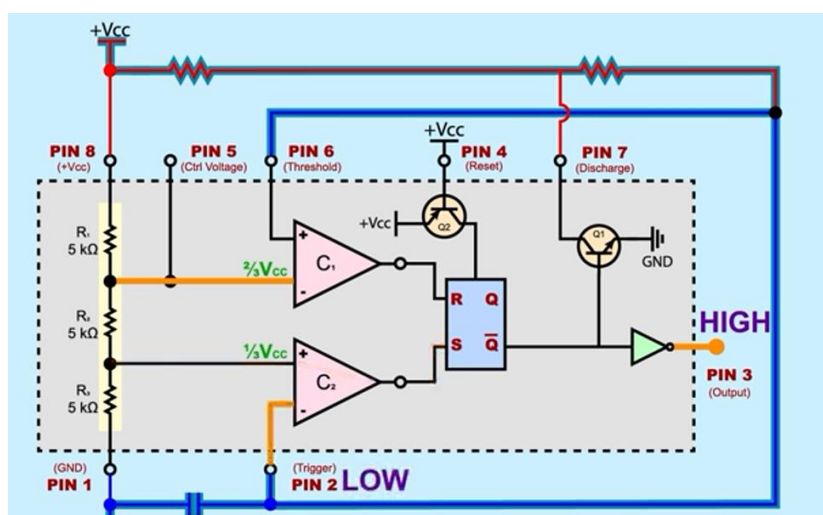 +Vcc
+Vcc
PIN 8
(+Vcc)
PIN 5
(Ctrl Voltage)
PIN 6
(Threshold)
PIN 4
(Reset)
PIN 7
(Discharge)
+Vcc
Q2
Q1
GND
R₁
5 kΩ
⅔Vcc
+
-
C₁
R Q
S Q̅
HIGH
PIN 3
(Output)
5 kΩ
⅓Vcc
+
-
C₂
5 kΩ
(GND)
PIN 1
(Trigger)
PIN 2 LOW